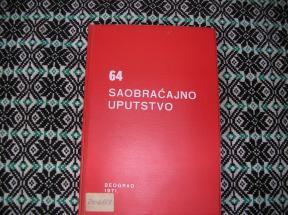 64
SAOBRAĆAJNO
UPUTSTVO
BEOGRAD
1971